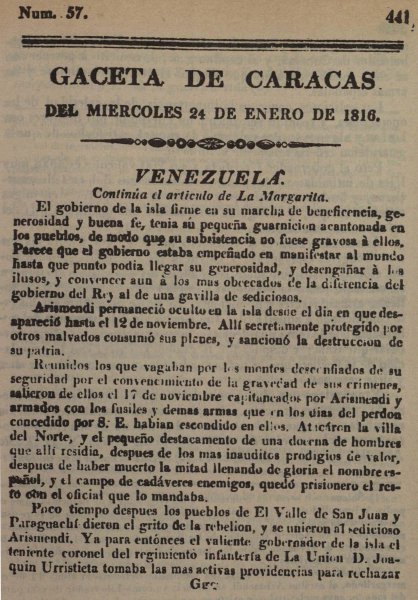 Num. 57.
441
GACETA DE CARACAS
DEL MIERCOLES 24 DE ENERO DE 1816.
VENEZUELA.
Continúa el articulo de La Margarita.
El gobierno de la isla firme en su marcha de beneficencia, ge-
nerosidad y buena fé, tenia su pequeña guarnicion acantonada en
los pueblos, de modo que su subsistencia no fuese gravosa à ellos.
Parece que el gobierno estaba empeñado en manifestar al mundo
hasta que punto podia llegar su generosidad, y desengañar à los
ilusos, y convencer aun à los mas obcecados de la diferencia del
gobierno del Rey al de una gavilla de sediciosos.
Arismendi permaneció oculto en la isla desde el dia en que des-
apareció hasta el 12 de noviembre. Allí secretamente protegido por
otros malvados consumó sus planes, y sancionó la destruccion de
su patria.
Reunidos los que vagaban por los montes desconfiados de su
seguridad por el convencimiento de la gravedad de sus crímenes,
salieron de ellos el 17 de noviembre capitaneados por Arismendi y
armados con los fusiles y demas armas que en los dias del perdon
concedido por S. E. habian escondido en ellos. Atacaron la villa
del Norte, y el pequeño destacamento de una docena de hombres
que allí residia, despues de los mas inauditos prodigios de valor,
despues de haber muerto la mitad llenando de gloria el nombre es-
pañol, y el campo de cadáveres enemigos, quedó prisionero el res-
to con el oficial que lo mandaba.
Poco tiempo despues los pueblos de El Valle de San Juan y
Paraguachí dieron el grito de la rebelion, y se unieron al sedicioso
Arismendi. Ya para entónces el valiente gobernador de la isla el
teniente coronel del regimiento infantería de La Union D. Joa-
quin Urristieta tomaba las mas activas providencias para rechazar
Ggg